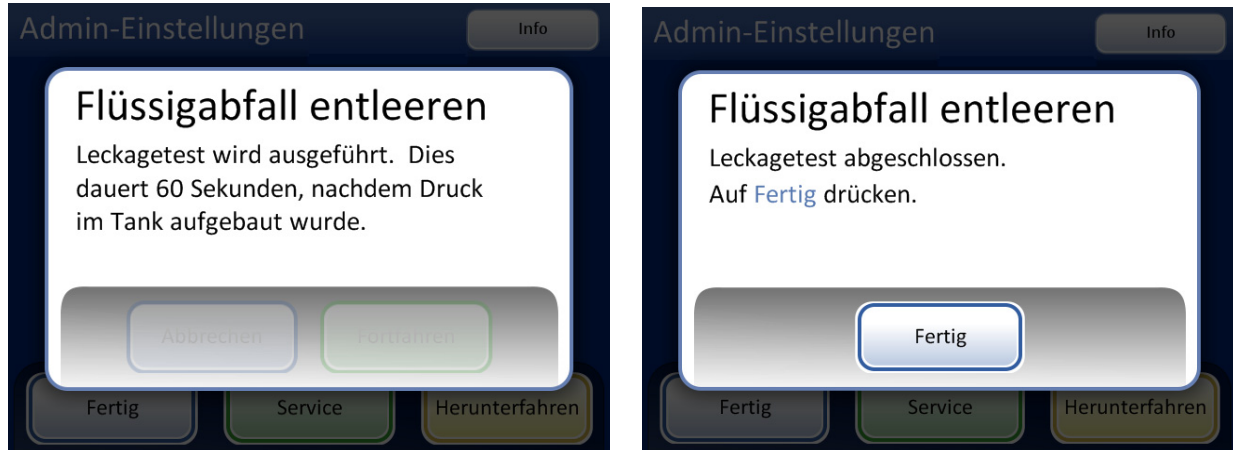 Admin-Einstellungen
Info
Flüssigabfall entleeren
Leckagetest wird ausgeführt. Dies
dauert 60 Sekunden, nachdem Druck
im Tank aufgebaut wurde.
Abbrechen
Fortfahren
Fertig
Service
Herunterfahren
Admin-Einstellungen
Info
Flüssigabfall entleeren
Leckagetest abgeschlossen.
Auf Fertig drücken.
Fertig
Fertig
Service
Herunterfahren